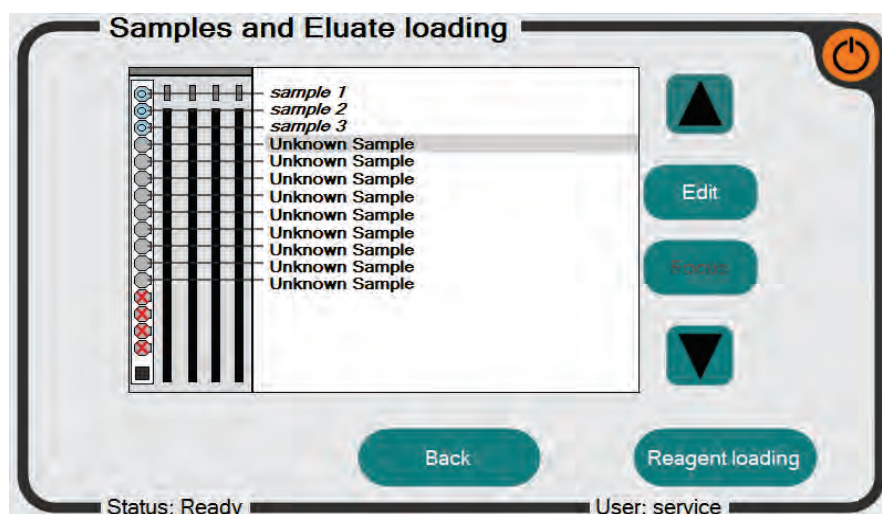 Samples and Eluate loading
sample 1
sample 2
sample 3
Unknown Sample
Unknown Sample
Unknown Sample
Unknown Sample
Unknown Sample
Unknown Sample
Unknown Sample
Unknown Sample
Unknown Sample
Edit
Focus
Back
Reagent loading
Status: Ready
User: service